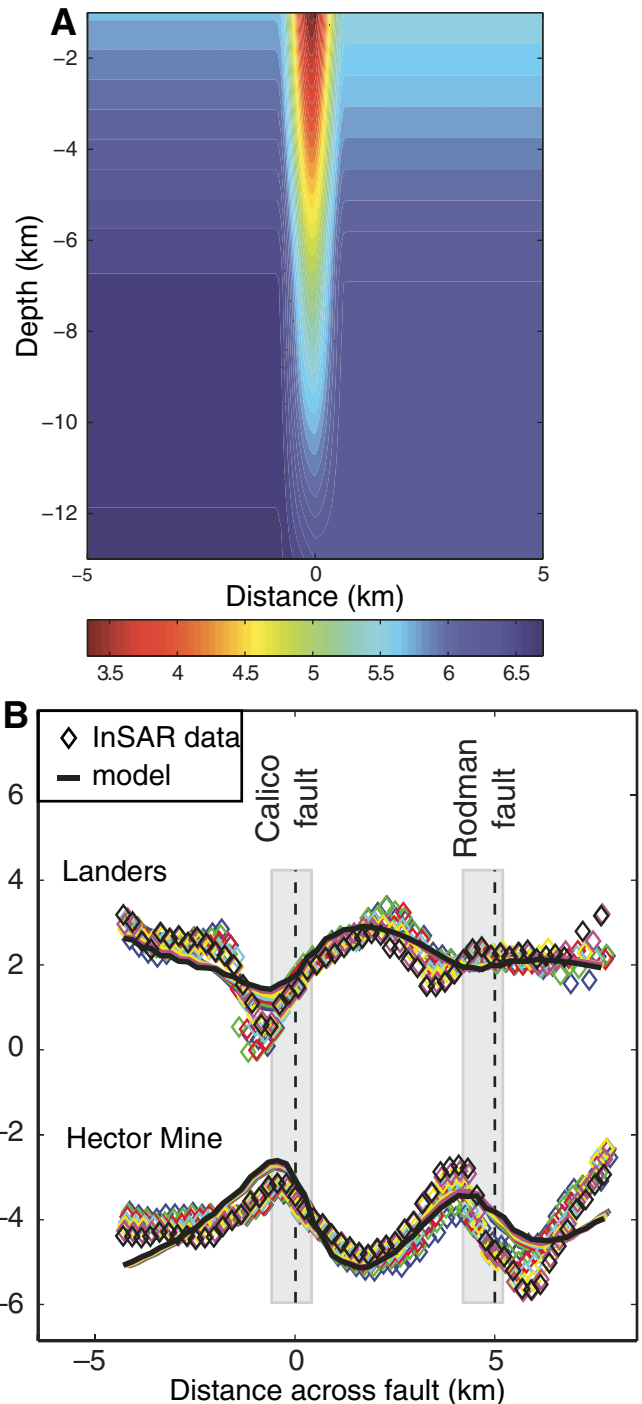 A
Depth (km)
−2
−4
−6
−8
−10
−12
−5 0 5
Distance (km)
3.5 4 4.5 5 5.5 6 6.5
B
InSAR data
model
Calico fault
Rodman fault
Landers
Hector Mine
6
4
2
0
−2
−4
−6
−5 0 5
Distance across fault (km)